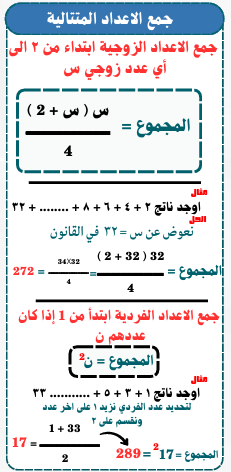 جمع الاعداد المتتالية
جمع الاعداد الزوجية ابتداء من ٢ الى
أي عدد زوجي س
المجموع = س ( س + 2 ) / 4
مثال
اوجد ناتج ٢ + ٤ + ٦ + ٨ + ........ + ٣٢
الحل
نعوض عن س = ٣٢ في القانون
المجموع = 32 ( 32 + 2 ) / 4 = 32×34 / 4 = 272
جمع الاعداد الفردية ابتدأ من 1 إذا كان
عددهم ن
المجموع = ن²
مثال
اوجد ناتج ١ + ٣ + ٥ + ........... ٣٣
لتحديد عدد الفردي نزيد ١ على اخر عدد
ونقسم على ٢
33 + 1 / 2 = 17
المجموع = 17² = 289